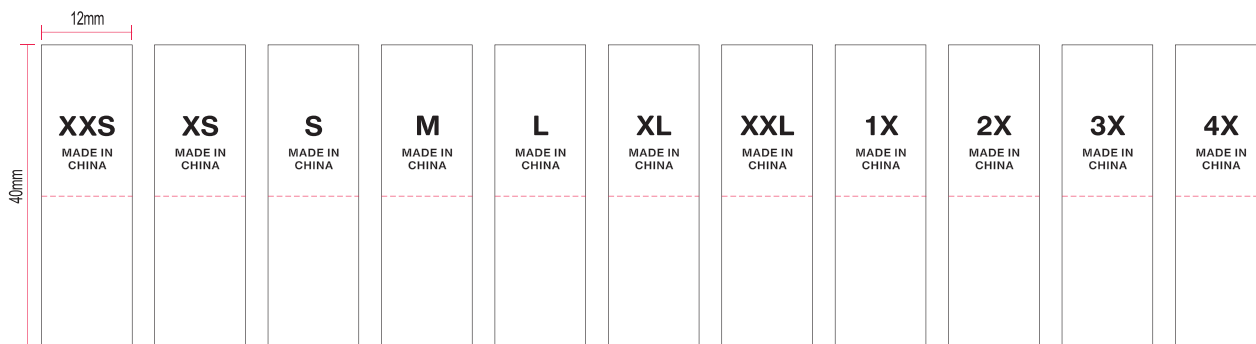 12mm
40mm
XXS
MADE IN
CHINA
XS
MADE IN
CHINA
S
MADE IN
CHINA
M
MADE IN
CHINA
L
MADE IN
CHINA
XL
MADE IN
CHINA
XXL
MADE IN
CHINA
1X
MADE IN
CHINA
2X
MADE IN
CHINA
3X
MADE IN
CHINA
4X
MADE IN
CHINA